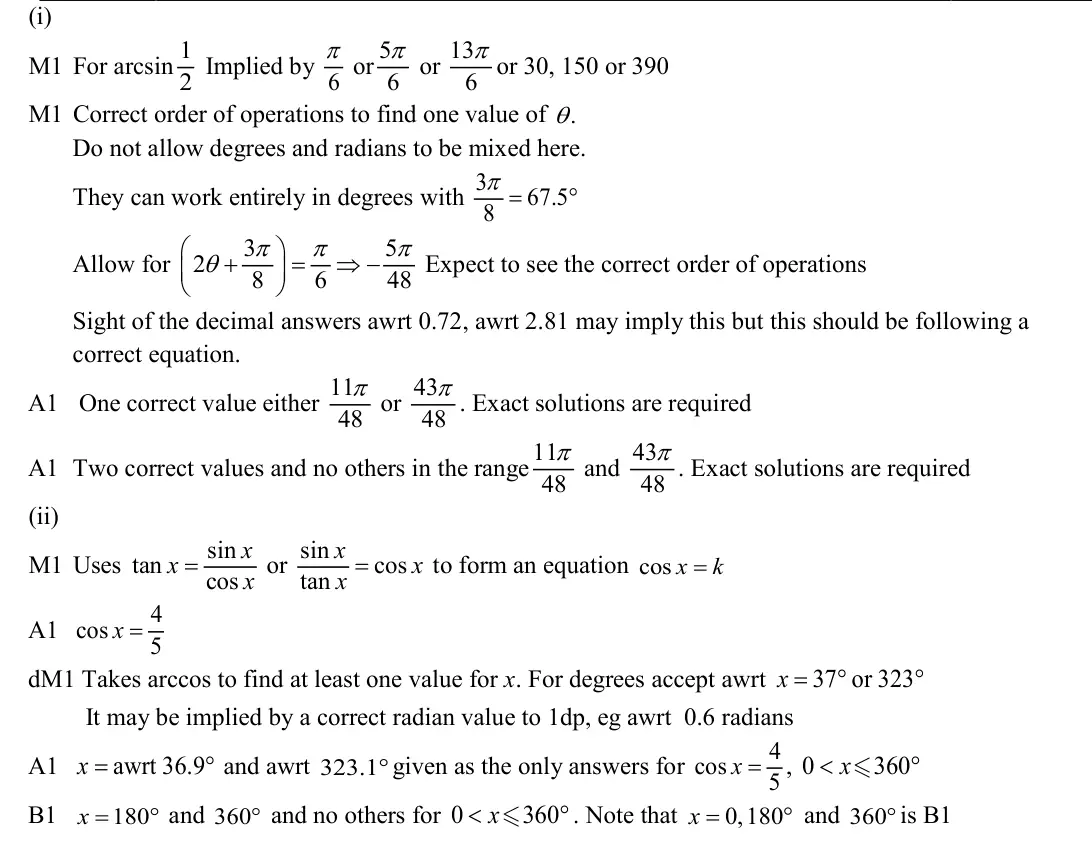 (i)
M1 For arcsin 1/2 Implied by π/6 or 5π/6 or 13π/6 or 30, 150 or 390
M1 Correct order of operations to find one value of θ.
Do not allow degrees and radians to be mixed here.
They can work entirely in degrees with 3π/8 = 67.5°
Allow for (2θ + 3π/8) = π/6 ⇒ −5π/48 Expect to see the correct order of operations
Sight of the decimal answers awrt 0.72, awrt 2.81 may imply this but this should be following a
correct equation.
A1 One correct value either 11π/48 or 43π/48. Exact solutions are required
A1 Two correct values and no others in the range 11π/48 and 43π/48. Exact solutions are required
(ii)
M1 Uses tan x = sin x/cos x or sin x/tan x = cos x to form an equation cos x = k
A1 cos x = 4/5
dM1 Takes arccos to find at least one value for x. For degrees accept awrt x = 37° or 323°
It may be implied by a correct radian value to 1dp, eg awrt 0.6 radians
A1 x = awrt 36.9° and awrt 323.1° given as the only answers for cos x = 4/5, 0 < x ⩽ 360°
B1 x = 180° and 360° and no others for 0 < x ⩽ 360°. Note that x = 0, 180° and 360° is B1